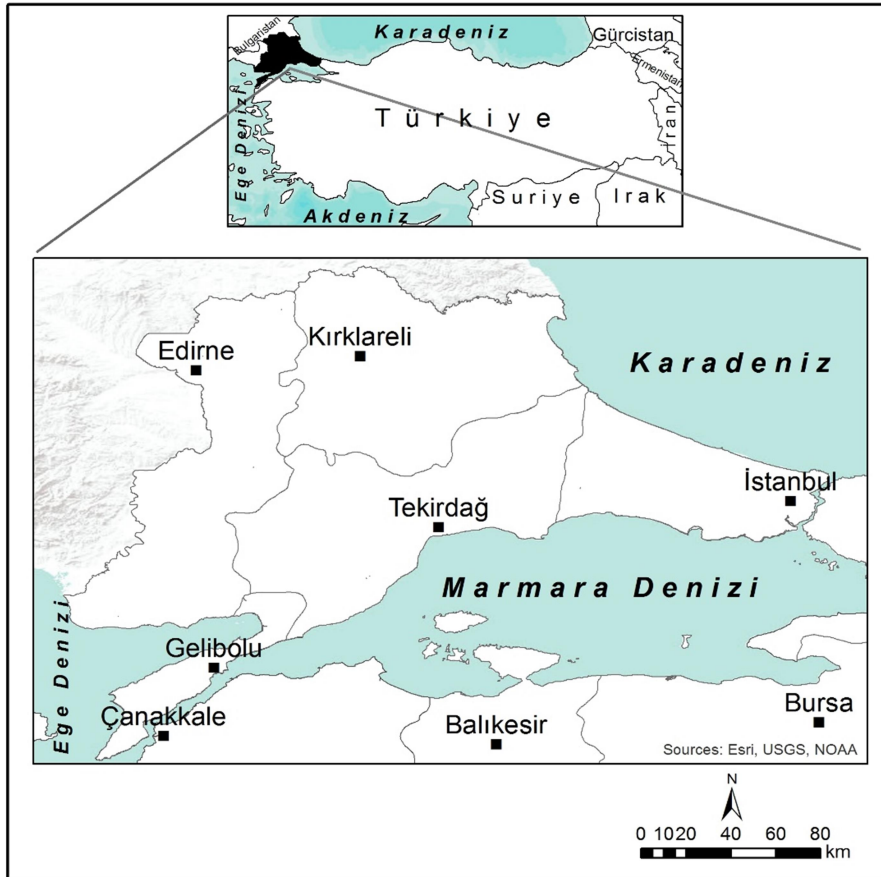 Karadeniz
Bulgaristan
Gürcistan
Ermenistan
Türkiye
İran
Ege Denizi
Suriye
Irak
Akdeniz
Kırklareli
Edirne
Karadeniz
İstanbul
Tekirdağ
Marmara Denizi
Ege Denizi
Gelibolu
Çanakkale
Balıkesir
Bursa
Sources: Esri, USGS, NOAA
N
0 10 20 40 60 80
km